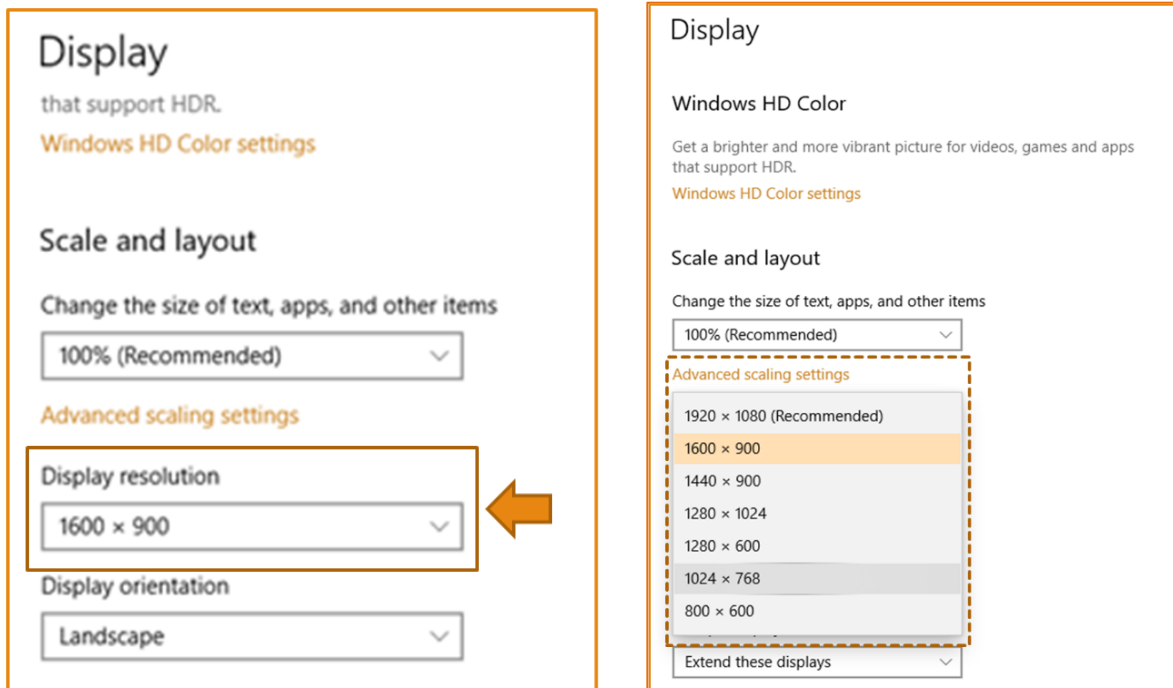 Display
that support HDR.
Windows HD Color settings
Scale and layout
Change the size of text, apps, and other items
100% (Recommended)
Advanced scaling settings
Display resolution
1600 × 900
Display orientation
Landscape
Display
Windows HD Color
Get a brighter and more vibrant picture for videos, games and apps
that support HDR.
Windows HD Color settings
Scale and layout
Change the size of text, apps, and other items
100% (Recommended)
Advanced scaling settings
1920 × 1080 (Recommended)
1600 × 900
1440 × 900
1280 × 1024
1280 × 600
1024 × 768
800 × 600
Extend these displays